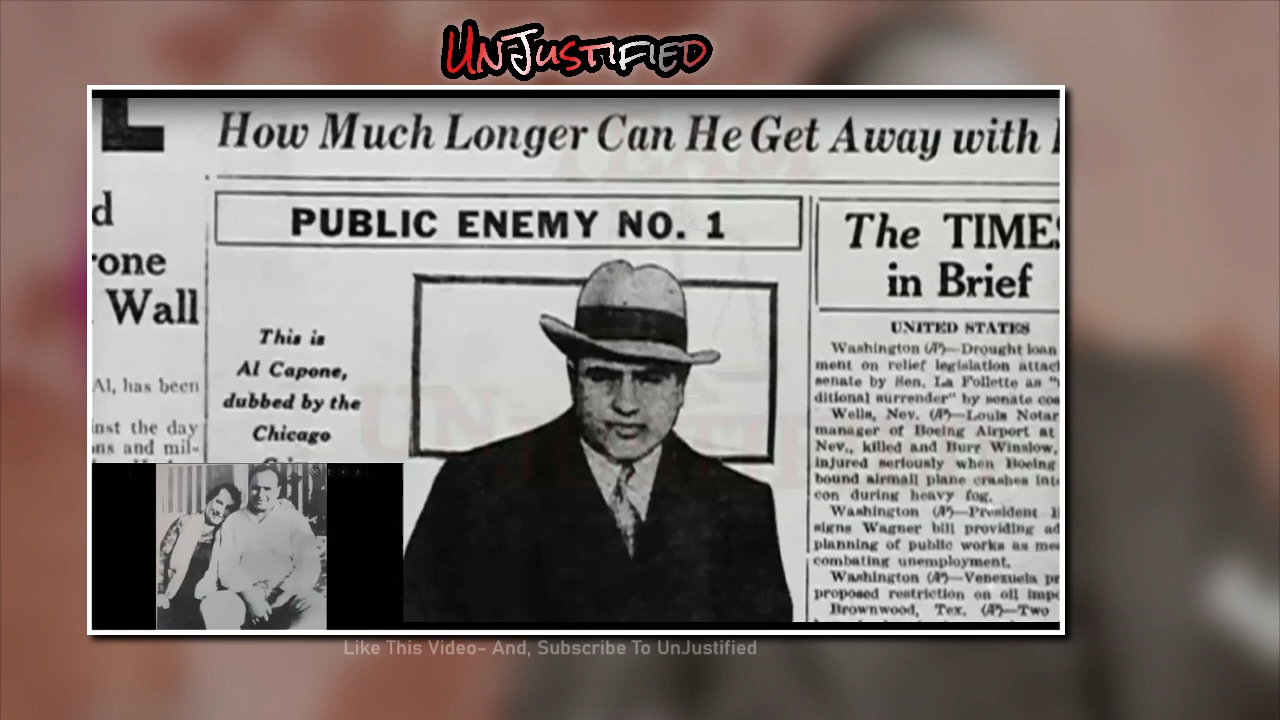 UNJUSTIFIED
L
How Much Longer Can He Get Away with
d
rone
Wall
Al, has been
inst the day
ons and mil-
PUBLIC ENEMY NO. 1
This is
Al Capone,
dubbed by the
Chicago
The TIMES
in Brief
UNITED STATES
Washington (AP)—Drought loan
ment on relief legislation attac
senate by Sen. La Follette as "
ditional surrender" by senate co
Wells, Nev. (AP)—Louis Notar
manager of Boeing Airport at
Nev., killed and Burr Winslow,
injured seriously when Boeing
bound airmail plane crashes int
con during heavy fog.
Washington (AP)—President H
signs Wagner bill providing ad
planning of public works as me
combating unemployment.
Washington (AP)—Venezuela pr
proposed restriction on oil imp
Brownwood, Tex. (AP)—Two
Like This Video- And, Subscribe To UnJustified